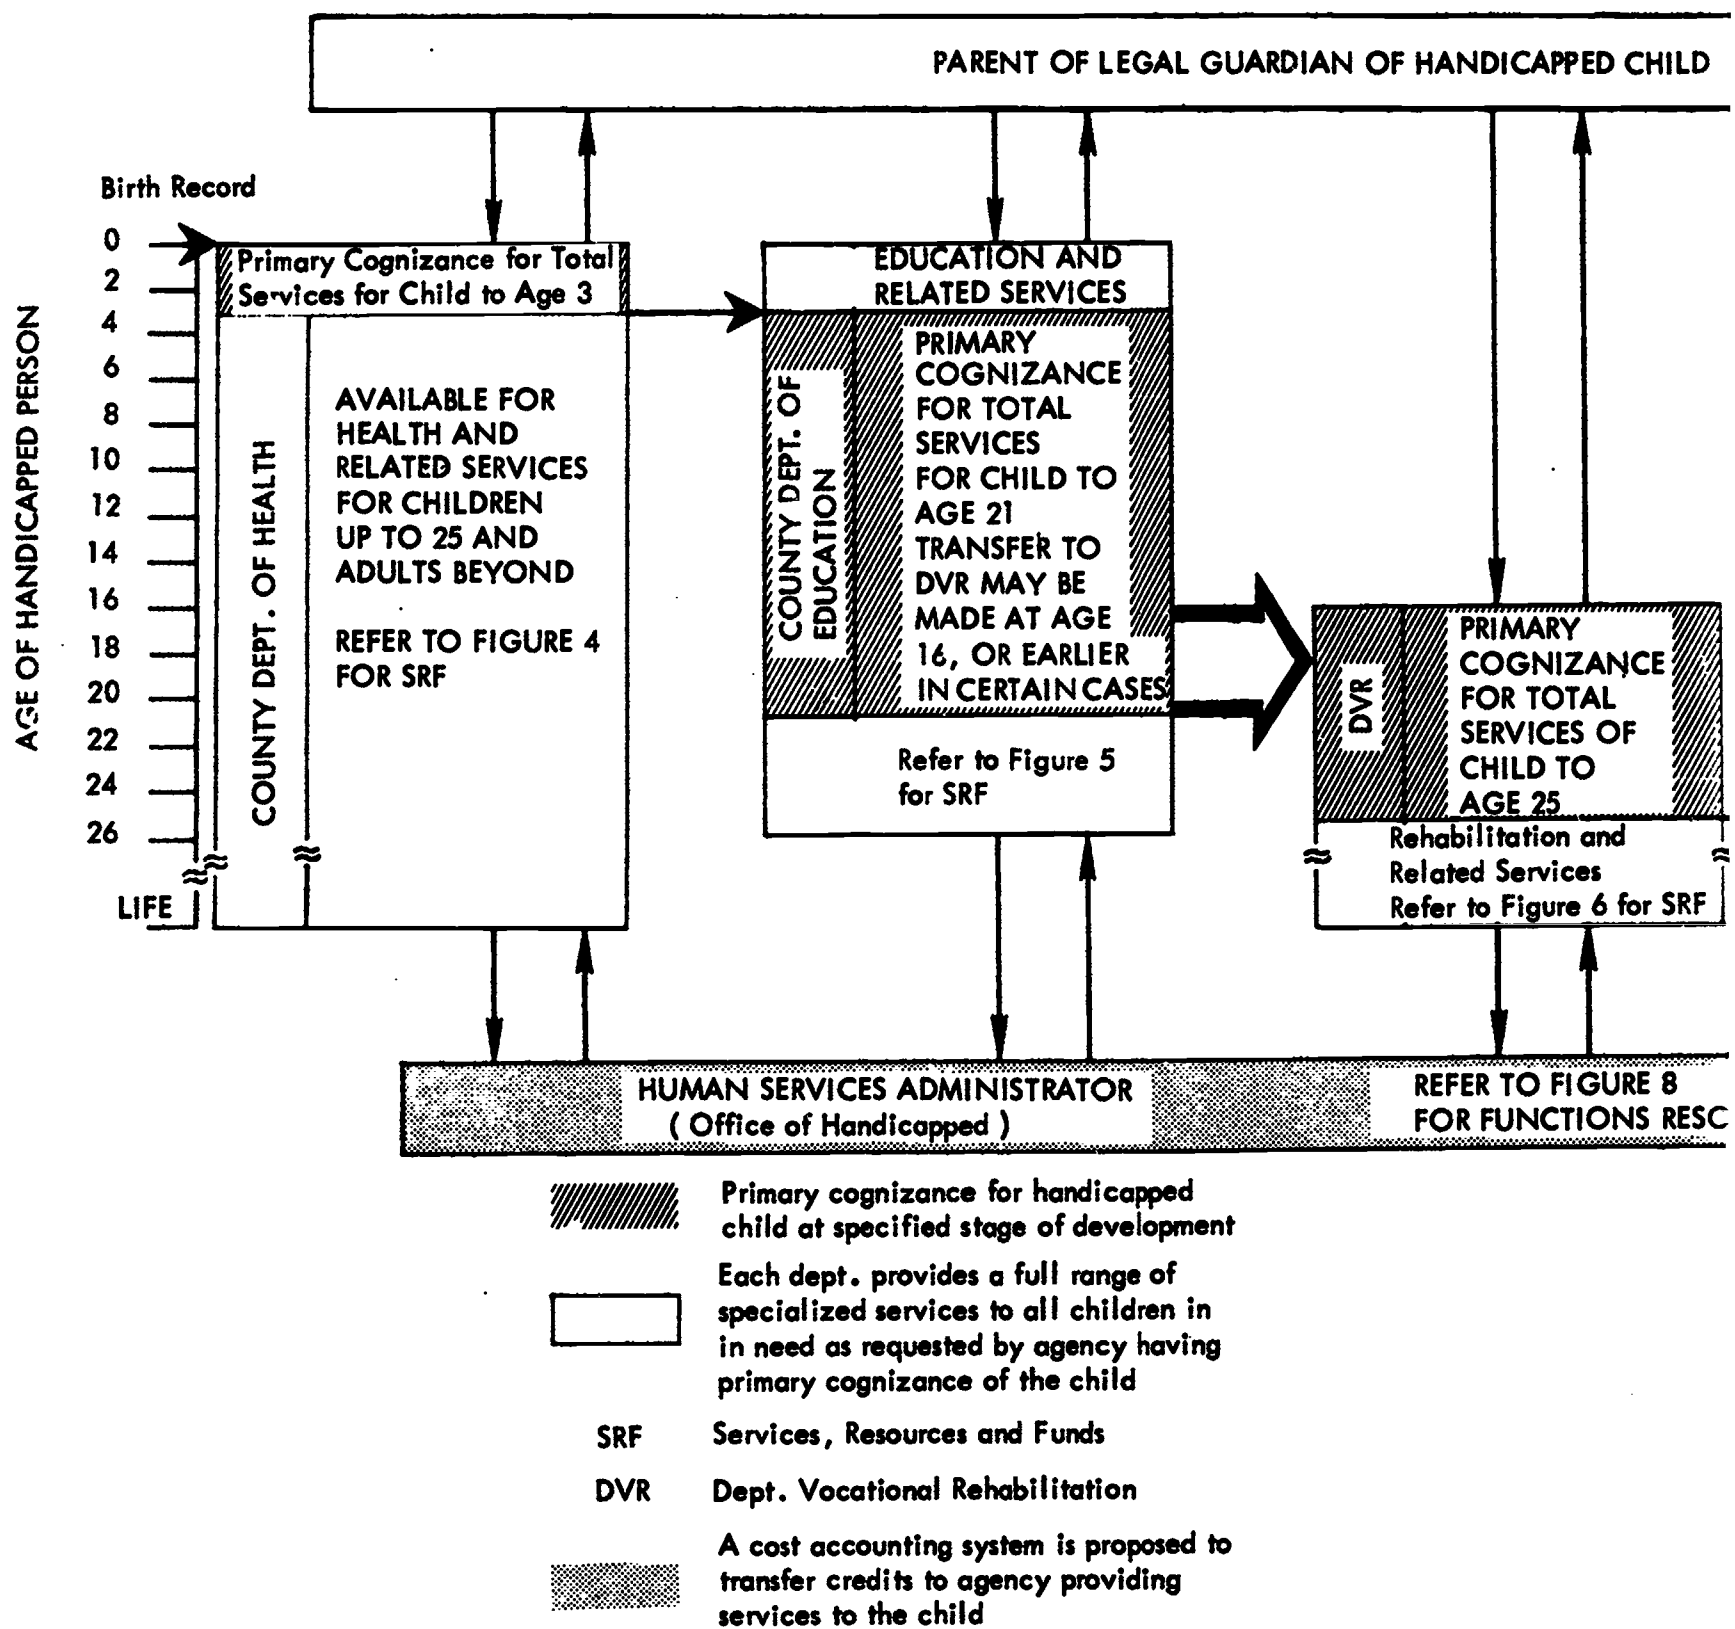 PARENT OF LEGAL GUARDIAN OF HANDICAPPED CHILD
Birth Record
AGE OF HANDICAPPED PERSON
0
2
4
6
8
10
12
14
16
18
20
22
24
26
LIFE
Primary Cognizance for Total
Services for Child to Age 3
COUNTY DEPT. OF HEALTH
AVAILABLE FOR
HEALTH AND
RELATED SERVICES
FOR CHILDREN
UP TO 25 AND
ADULTS BEYOND
REFER TO FIGURE 4
FOR SRF
EDUCATION AND
RELATED SERVICES
COUNTY DEPT. OF
EDUCATION
PRIMARY
COGNIZANCE
FOR TOTAL
SERVICES
FOR CHILD TO
AGE 21
TRANSFER TO
DVR MAY BE
MADE AT AGE
16, OR EARLIER
IN CERTAIN CASES
Refer to Figure 5
for SRF
DVR
PRIMARY
COGNIZANCE
FOR TOTAL
SERVICES OF
CHILD TO
AGE 25
Rehabilitation and
Related Services
Refer to Figure 6 for SRF
HUMAN SERVICES ADMINISTRATOR
( Office of Handicapped )
REFER TO FIGURE 8
FOR FUNCTIONS RESC
Primary cognizance for handicapped
child at specified stage of development
Each dept. provides a full range of
specialized services to all children in
in need as requested by agency having
primary cognizance of the child
SRF Services, Resources and Funds
DVR Dept. Vocational Rehabilitation
A cost accounting system is proposed to
transfer credits to agency providing
services to the child